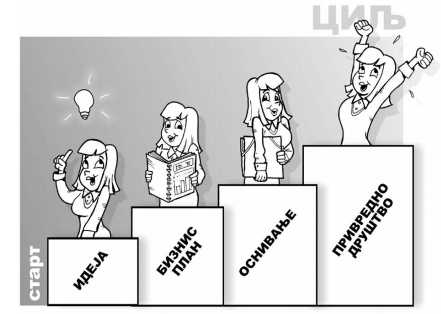 ЦИЉ
старт
ИДЕЈА
БИЗНИС
ПЛАН
ОСНИВАЊЕ
ПРИВРЕДНО
ДРУШТВО